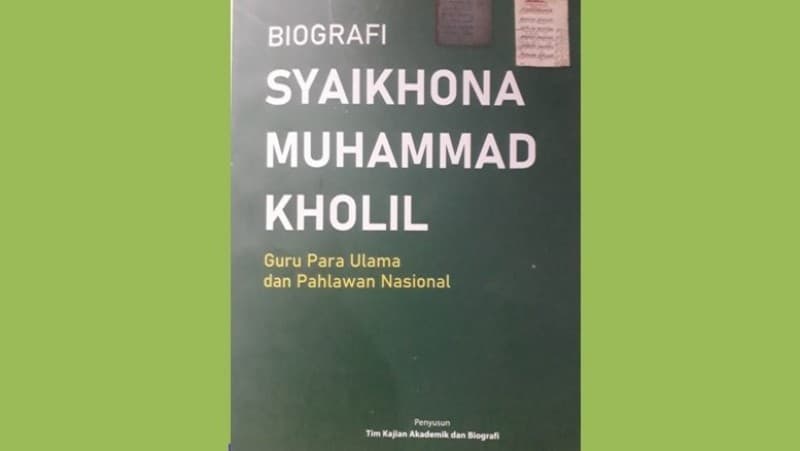 BIOGRAFI
SYAIKHONA
MUHAMMAD
KHOLIL
Guru Para Ulama
dan Pahlawan Nasional
Penyusun
Tim Kajian Akademik dan Biografi